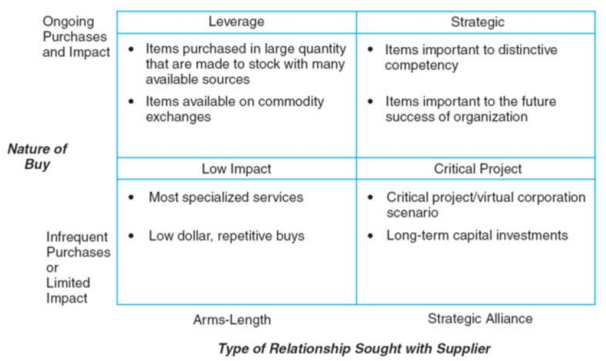 Ongoing
Purchases
and Impact
Leverage
• Items purchased in large quantity
that are made to stock with many
available sources
• Items available on commodity
exchanges
Strategic
• Items important to distinctive
competency
• Items important to the future
success of organization
Nature of
Buy
Low Impact
• Most specialized services
• Low dollar, repetitive buys
Critical Project
• Critical project/virtual corporation
scenario
• Long-term capital investments
Infrequent
Purchases
or
Limited
Impact
Arms-Length
Strategic Alliance
Type of Relationship Sought with Supplier